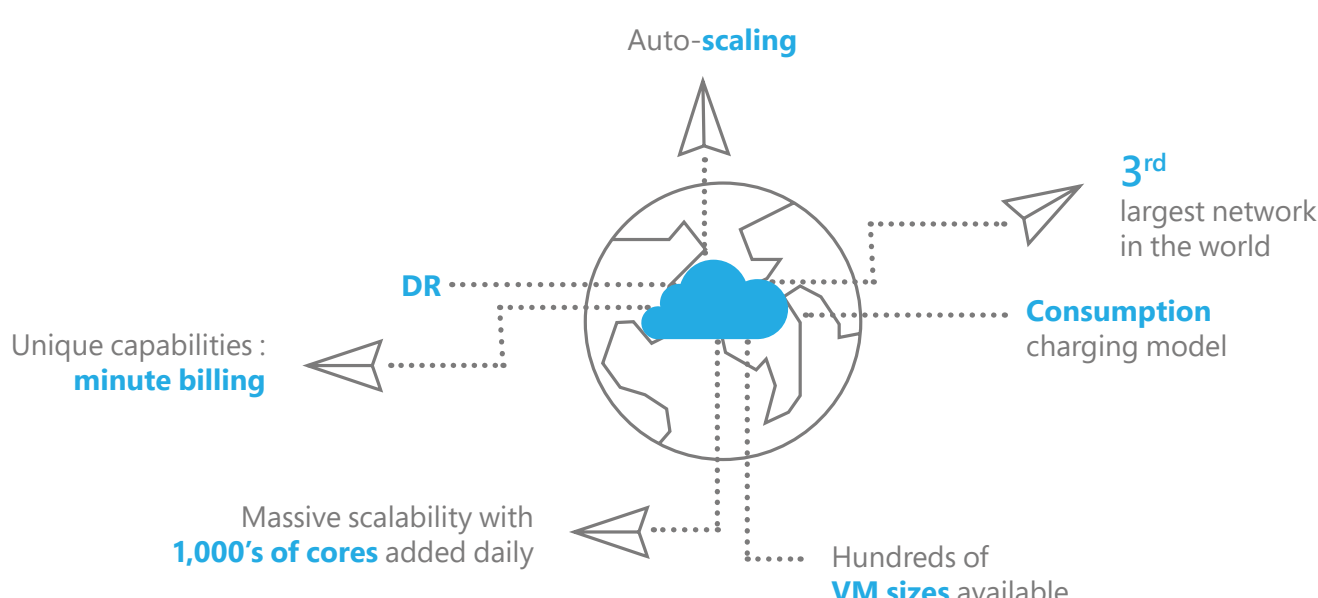 Auto-scaling
3rd
largest network
in the world
DR
Consumption
charging model
Unique capabilities :
minute billing
Massive scalability with
1,000’s of cores added daily
Hundreds of
VM sizes available